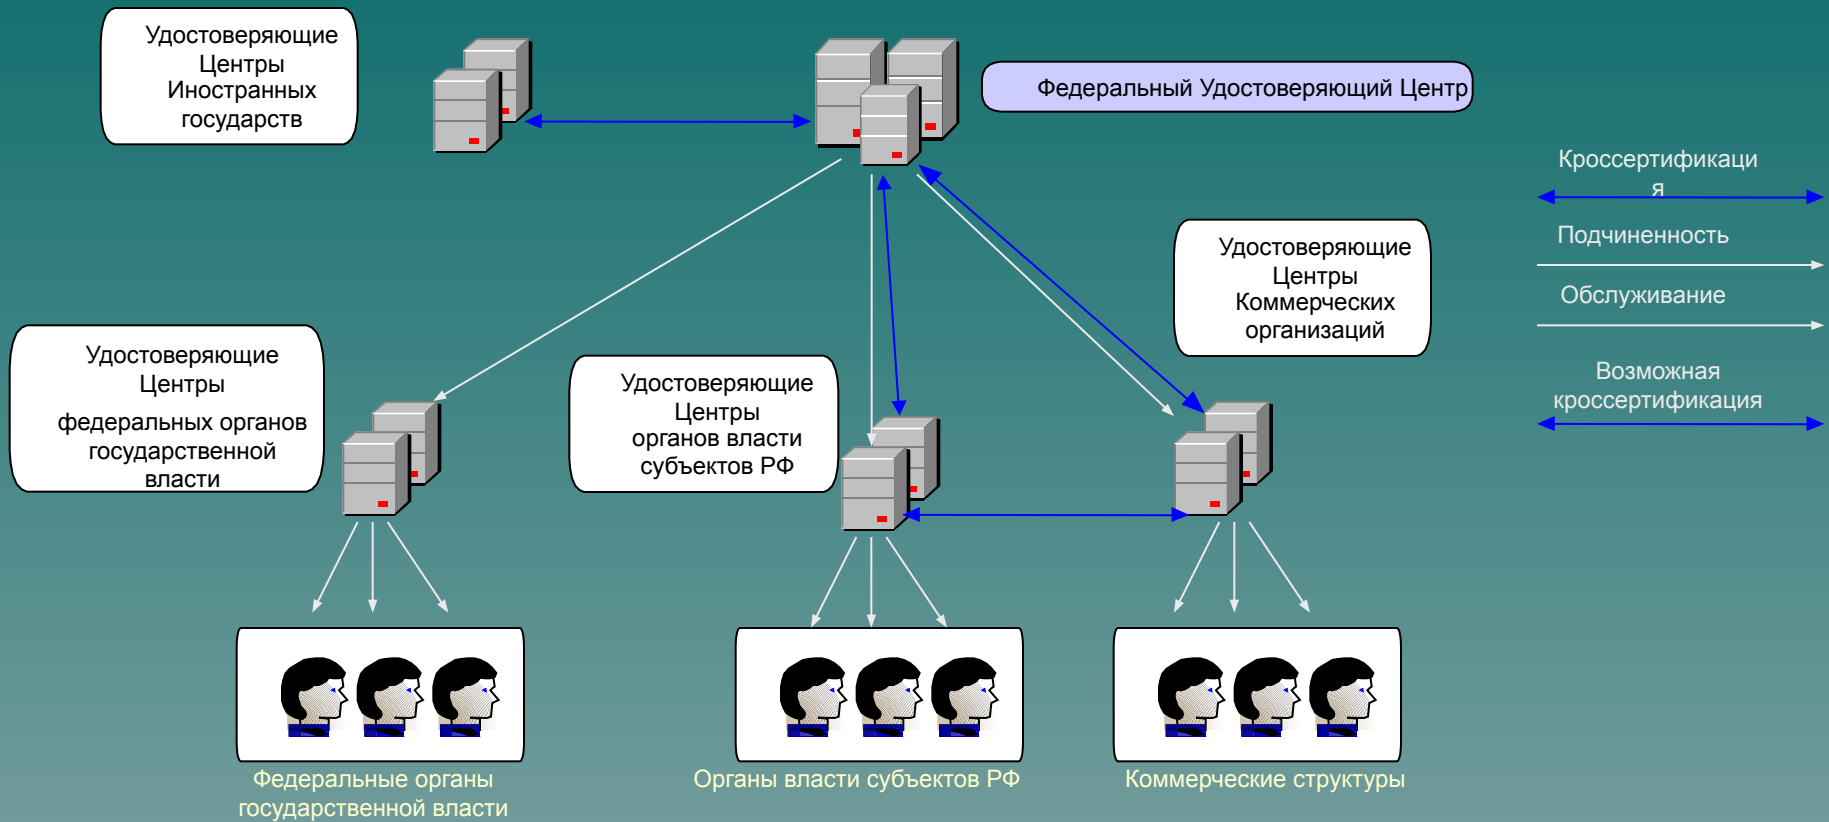 Удостоверяющие
Центры
Иностранных
государств
Федеральный Удостоверяющий Центр
Кроссертификаци
я
Подчиненность
Обслуживание
Возможная
кроссертификация
Удостоверяющие
Центры
Коммерческих
организаций
Удостоверяющие
Центры
федеральных органов
государственной
власти
Удостоверяющие
Центры
органов власти
субъектов РФ
Федеральные органы
государственной власти
Органы власти субъектов РФ
Коммерческие структуры